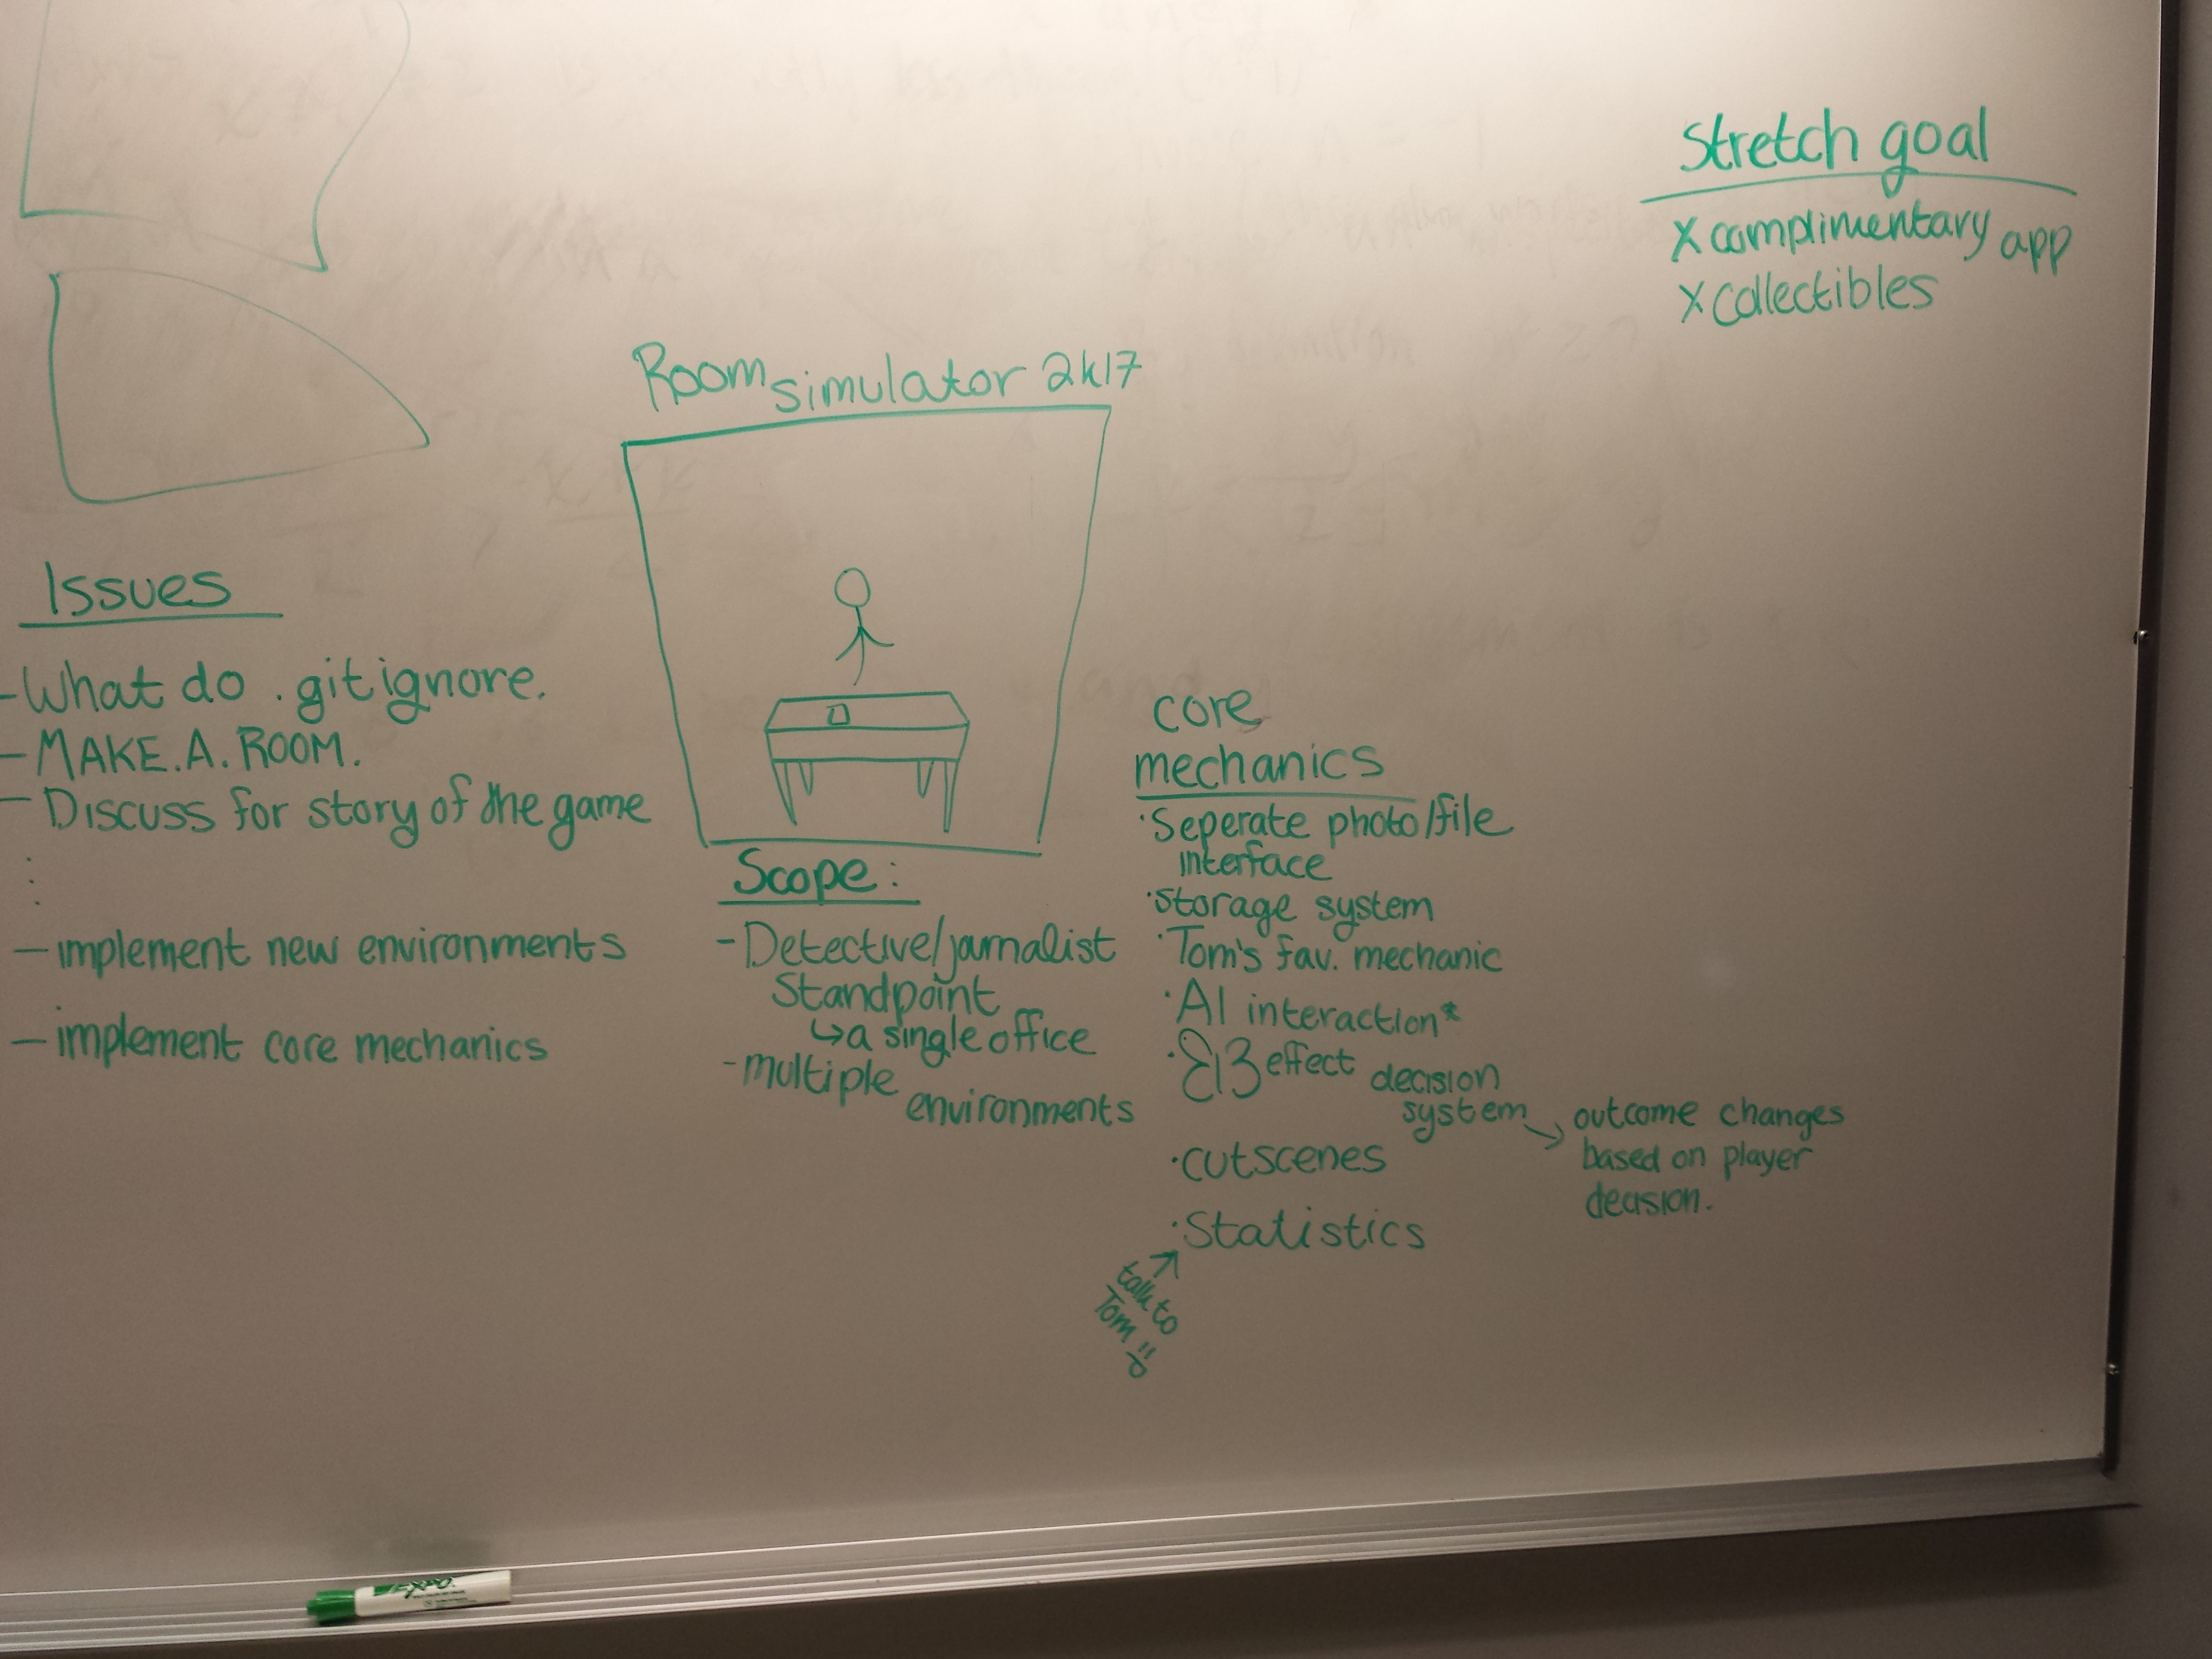 Stretch goal
x complimentary app
x collectibles
Room simulator 2k17
Issues
- What do .gitignore.
- MAKE.A.ROOM.
- Discuss for story of the game
- implement new environments
- implement core mechanics
Scope:
- Detective/journalist
Standpoint
↳ a single office
- multiple
environments
core
mechanics
· Seperate photo/file
interface
· Storage system
· Tom's fav. mechanic
· AI interaction*
· effect decision
system → outcome changes
based on player
decision.
· cutscenes
· Statistics
talk to
Tom
EXPO